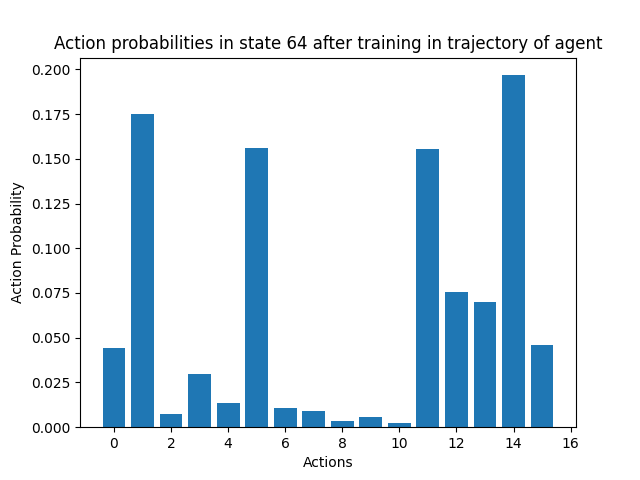 Action probabilities in state 64 after training in trajectory of agent
0.200
0.175
0.150
0.125
0.100
0.075
0.050
0.025
0.000
Action Probability
0 2 4 6 8 10 12 14 16
Actions